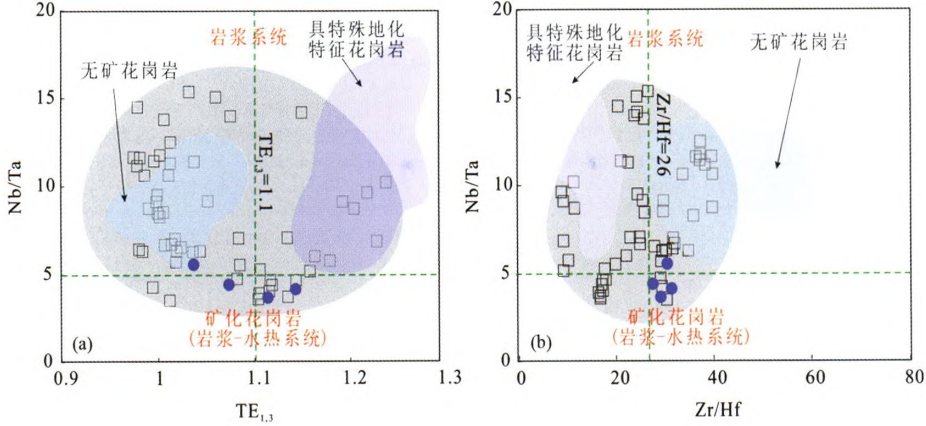 20
15
10
5
0
Nb/Ta
岩浆系统
具特殊地化
特征花岗岩
无矿花岗岩
TE1,3=1.1
矿化花岗岩
(岩浆-水热系统)
(a)
0.9
1
1.1
1.2
1.3
TE1,3
20
15
10
5
0
Nb/Ta
具特殊地化
特征花岗岩
岩浆系统
无矿花岗岩
Zr/Hf=26
矿化花岗岩
(岩浆-水热系统)
(b)
0
20
40
60
80
Zr/Hf